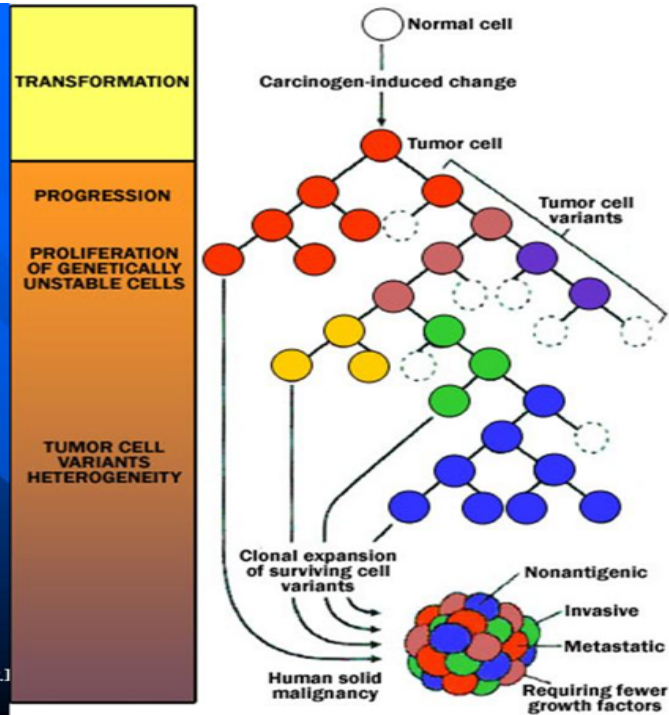 Normal cell
TRANSFORMATION
Carcinogen-induced change
Tumor cell
PROGRESSION
PROLIFERATION
OF GENETICALLY
UNSTABLE CELLS
Tumor cell
variants
TUMOR CELL
VARIANTS
HETEROGENEITY
Clonal expansion
of surviving cell
variants
Nonantigenic
Invasive
Metastatic
Requiring fewer
growth factors
Human solid
malignancy